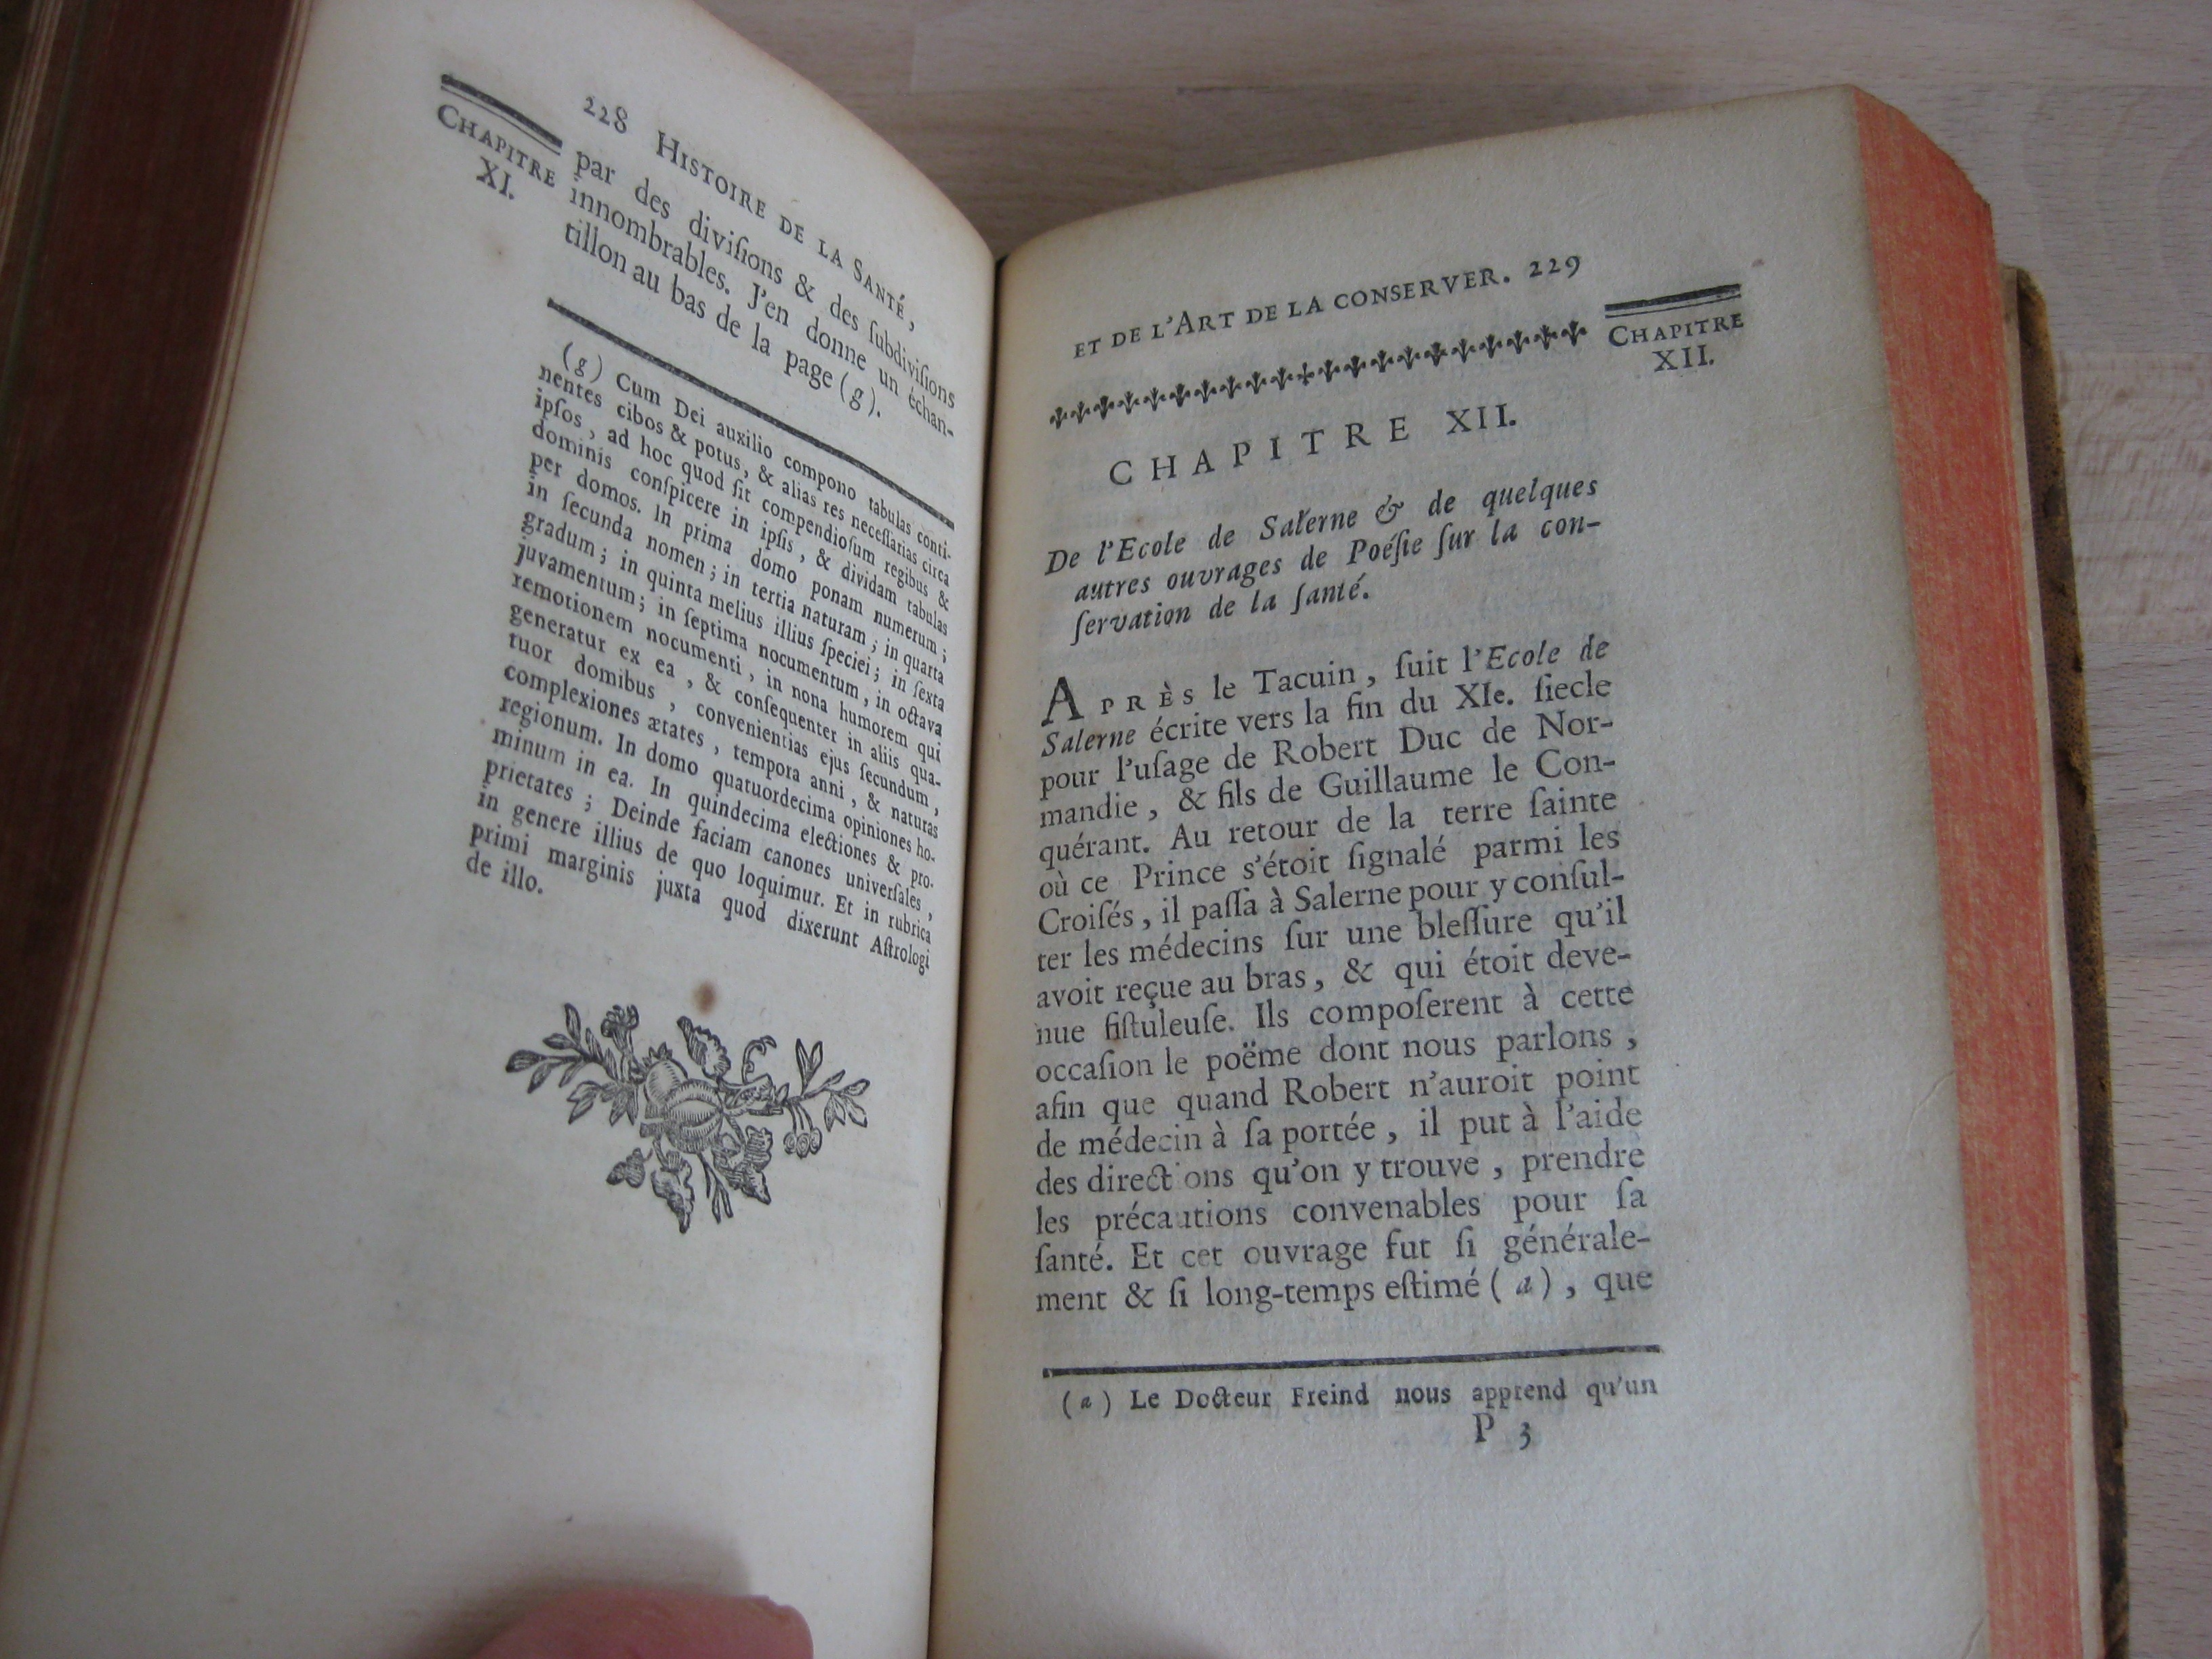 228 HISTOIRE DE LA SANTÉ,
CHAPITRE
XI.
par des diviſions & des ſubdiviſions
innombrables. J'en donne un échan-
tillon au bas de la page (g).
(g) Cum Dei auxilio compono tabulas conti-
nentes cibos & potus, & alias res neceſſarias circa
ipſos, ad hoc quod ſit compendioſum regibus &
dominis conſpicere in ipſis, & dividam tabulas
per domos. In prima domo ponam numerum;
in ſecunda nomen; in tertia naturam; in quarta
gradum; in quinta melius illius ſpeciei; in ſexta
juvamentum; in ſeptima nocumentum, in octava
remotionem nocumenti, in nona humorem qui
generatur ex ea, & conſequenter in aliis qua-
tuor domibus, convenientias ejus ſecundum,
complexiones ætates, tempora anni, & naturas
regionum. In domo quatuordecima opiniones ho-
minum in ea. In quindecima electiones & pro-
prietates; Deinde faciam canones univerſales,
in genere illius de quo loquimur. Et in rubrica
primi marginis juxta quod dixerunt Aſtrologi
de illo.
ET DE L'ART DE LA CONSERVER. 229
CHAPITRE
XII.
CHAPITRE XII.
De l'Ecole de Salerne & de quelques
autres ouvrages de Poéſie ſur la con-
ſervation de la ſanté.
APRÈS le Tacuin, ſuit l'Ecole de
Salerne écrite vers la fin du XIe. ſiecle
pour l'uſage de Robert Duc de Nor-
mandie, & fils de Guillaume le Con-
quérant. Au retour de la terre ſainte
où ce Prince s'étoit ſignalé parmi les
Croiſés, il paſſa à Salerne pour y conſul-
ter les médecins ſur une bleſſure qu'il
avoit reçue au bras, & qui étoit deve-
nue fiſtuleuſe. Ils compoſerent à cette
occaſion le poëme dont nous parlons,
afin que quand Robert n'auroit point
de médecin à ſa portée, il put à l'aide
des directions qu'on y trouve, prendre
les précautions convenables pour ſa
ſanté. Et cet ouvrage fut ſi générale-
ment & ſi long-temps eſtimé (a), que
(a) Le Docteur Freind nous apprend qu'un
P 3